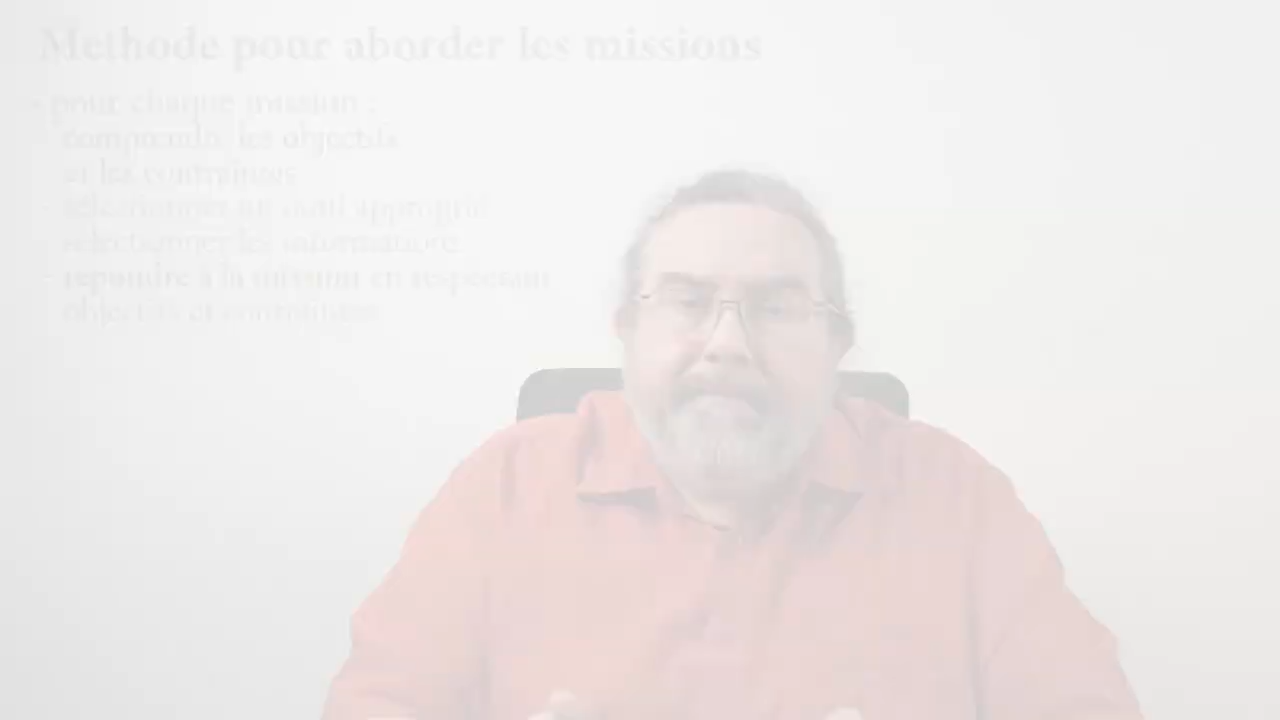 Methode pour aborder les missions
- pour chaque mission :
comprendre les objectifs
et les contraintes
- sélectionner un outil approprié
- sélectionner les informations
- répondre à la mission en respectant
objectifs et contraintes